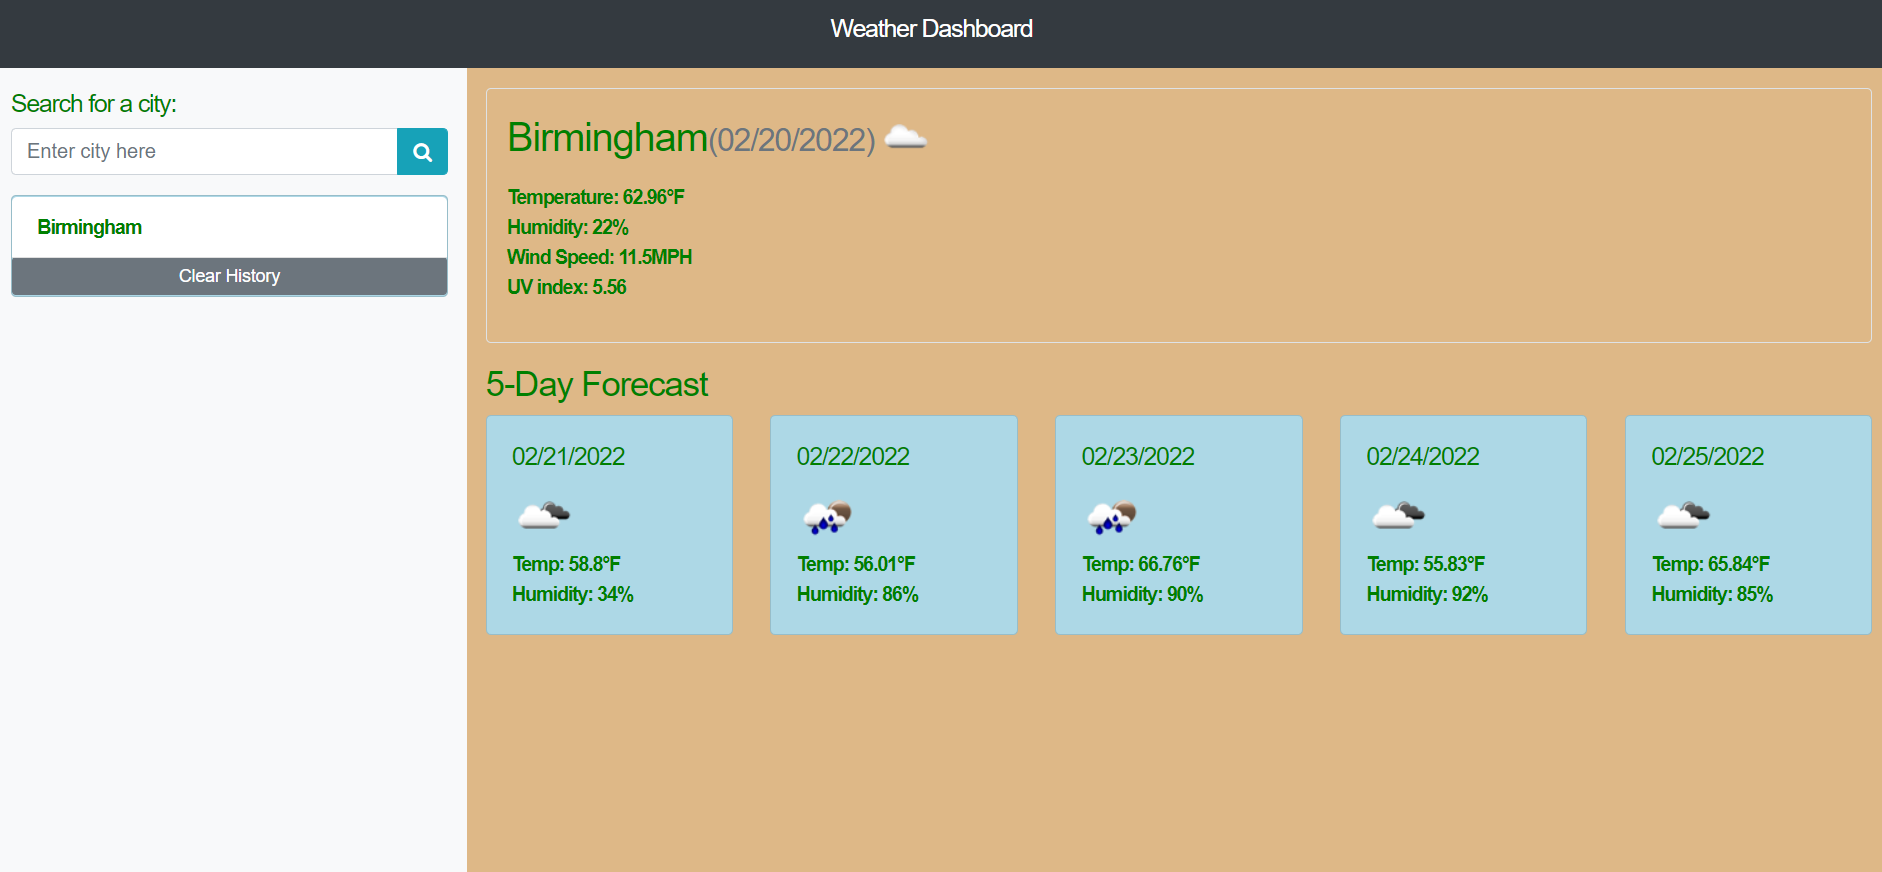 Weather Dashboard
Search for a city:
Enter city here
Birmingham
Clear History
Birmingham(02/20/2022)
Temperature: 62.96°F
Humidity: 22%
Wind Speed: 11.5MPH
UV index: 5.56
5-Day Forecast
02/21/2022
Temp: 58.8°F
Humidity: 34%
02/22/2022
Temp: 56.01°F
Humidity: 86%
02/23/2022
Temp: 66.76°F
Humidity: 90%
02/24/2022
Temp: 55.83°F
Humidity: 92%
02/25/2022
Temp: 65.84°F
Humidity: 85%